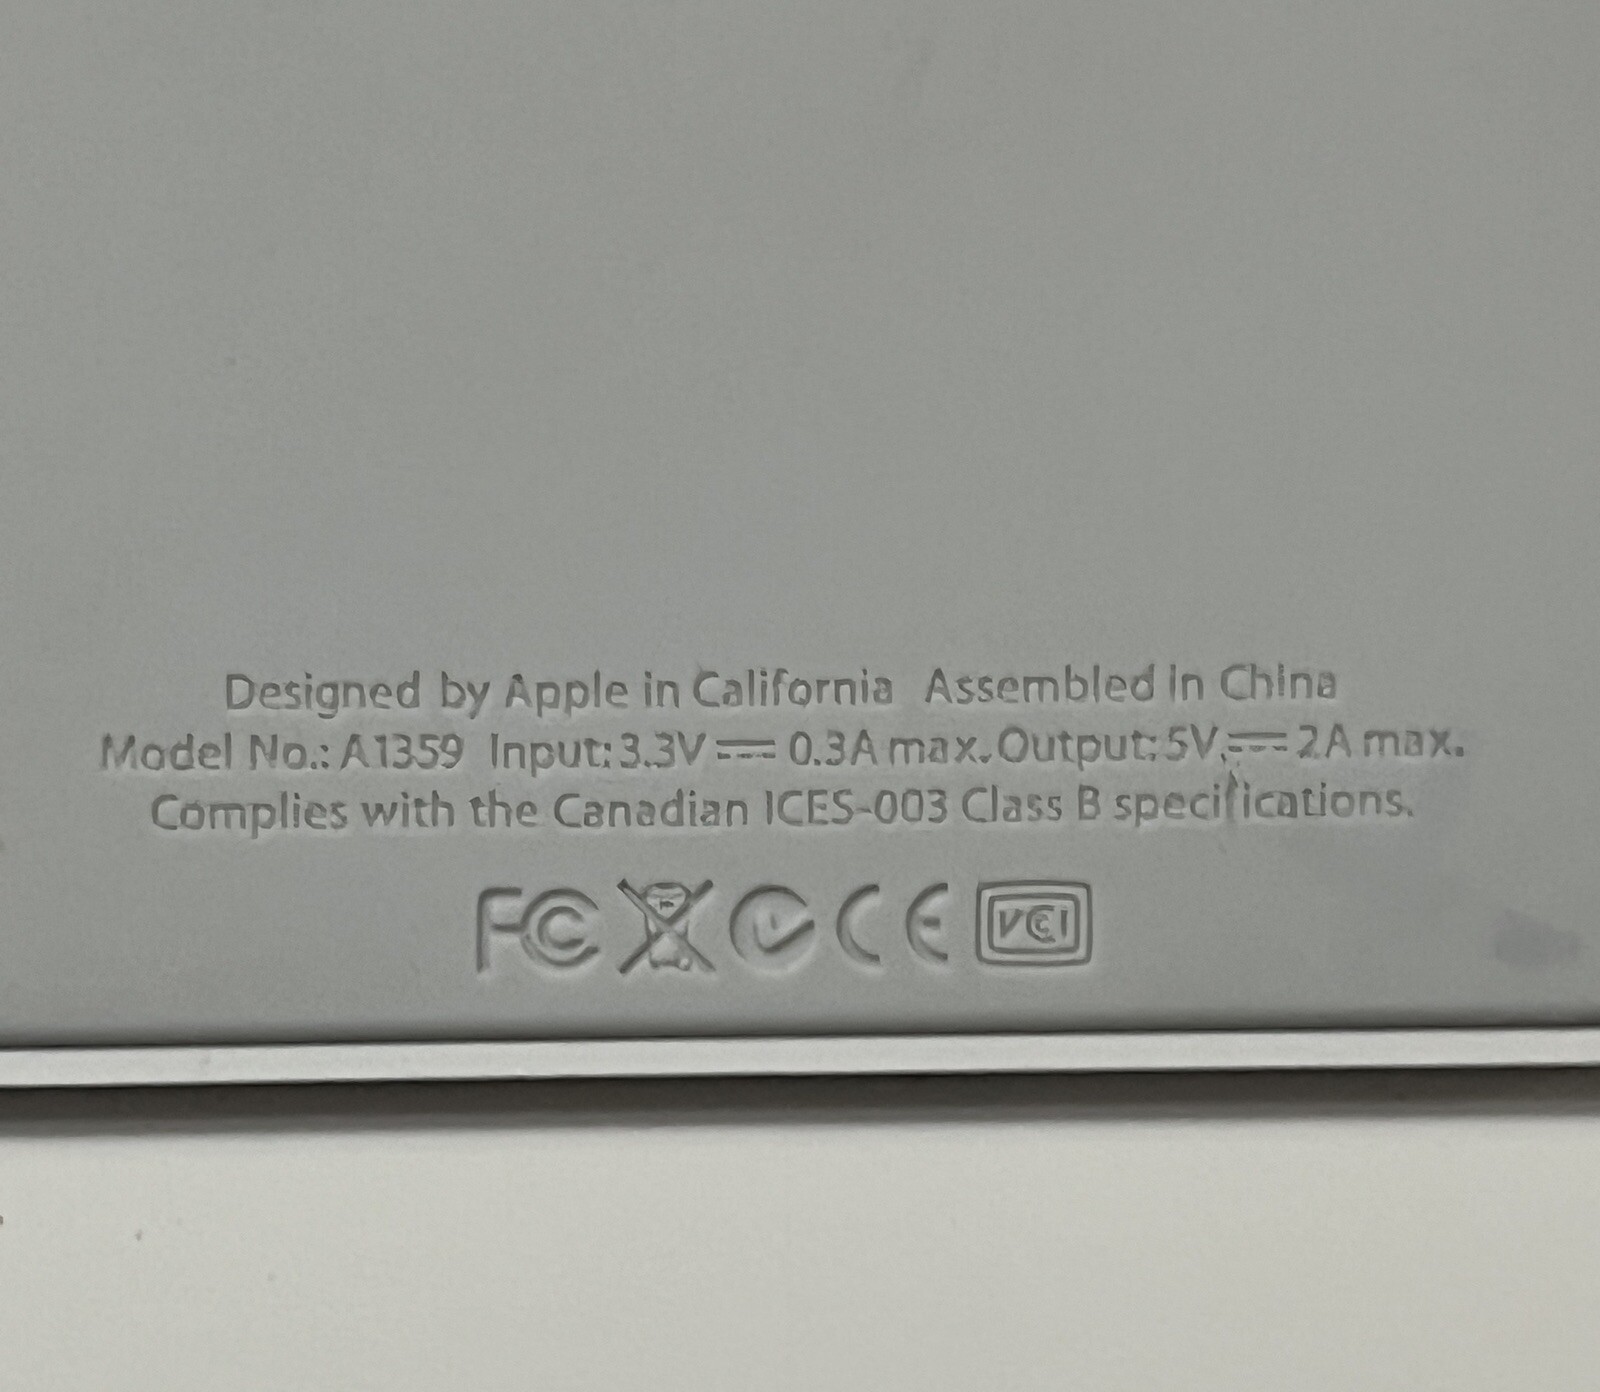 Designed by Apple in California Assembled in China
Model No.: A1359 Input: 3.3V ⎓ 0.3A max. Output: 5V ⎓ 2A max.
Complies with the Canadian ICES-003 Class B specifications.
FC CE VCI